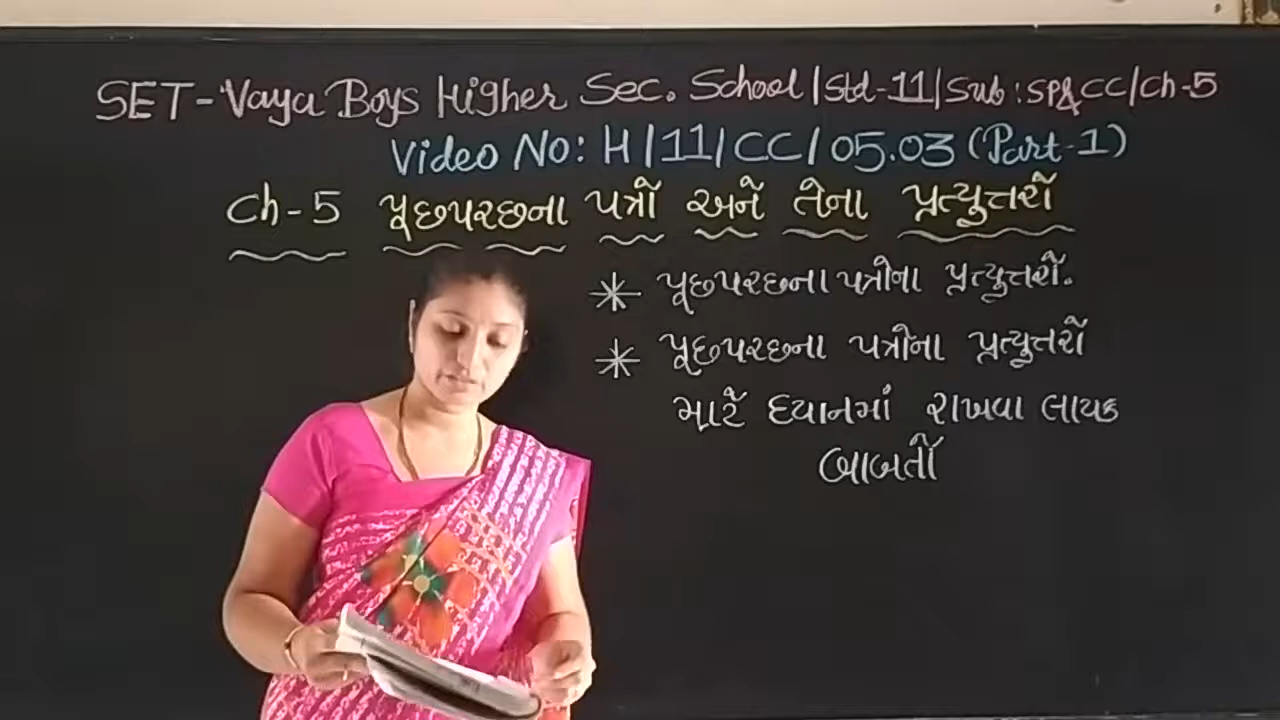 SET-Vaya Boys Higher Sec. School/Std-11/Sub:SP&CC/Ch-5
Video No: H/11/CC/05.03 (Part-1)
Ch-5 પૂછપરછના પત્રો અને તેના પ્રત્યુત્તરો
* પૂછપરછના પત્રોના પ્રત્યુત્તરો.
* પૂછપરછના પત્રોના પ્રત્યુત્તરો
માટે ધ્યાનમાં રાખવા લાયક
બાબતો